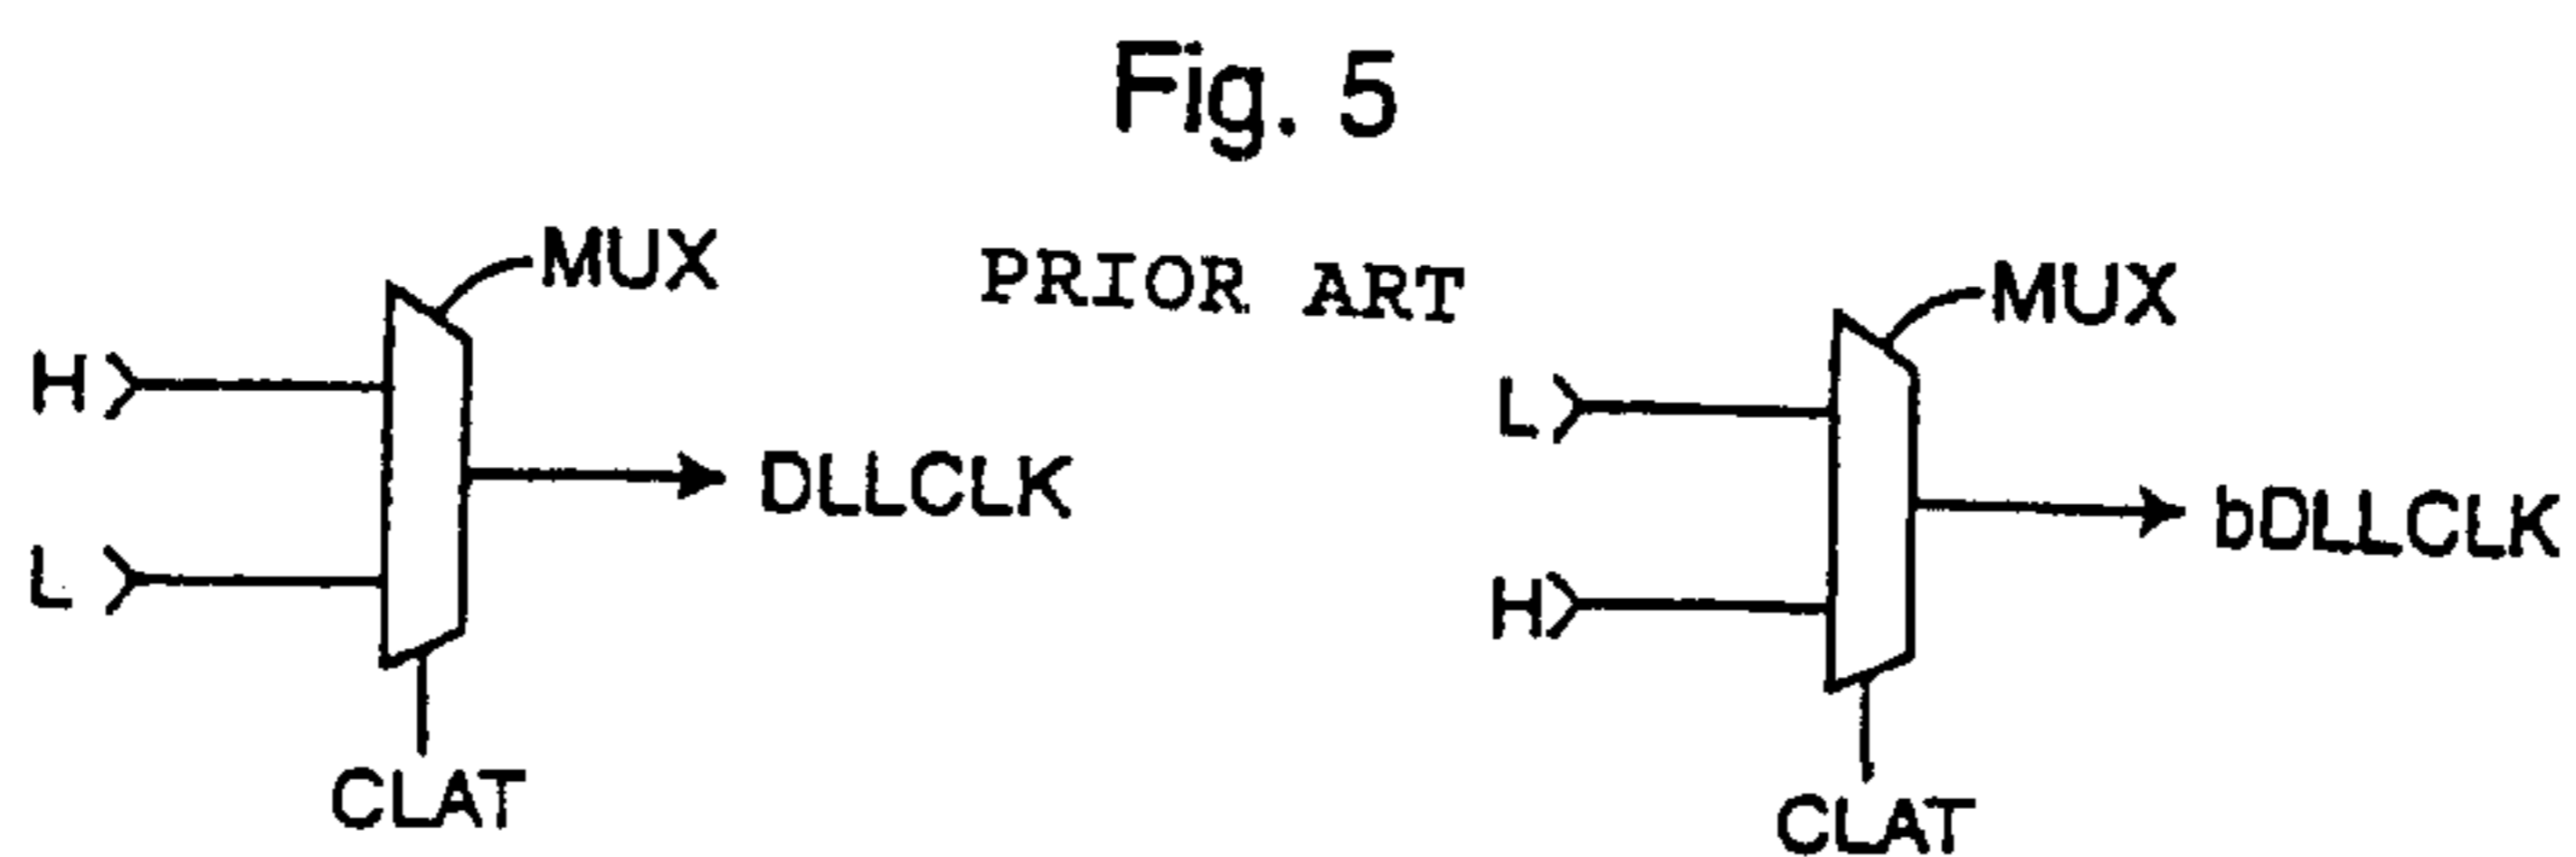 Fig. 5
PRIOR ART
MUX
H
L
DLLCLK
CLAT
MUX
L
H
bDLLCLK
CLAT